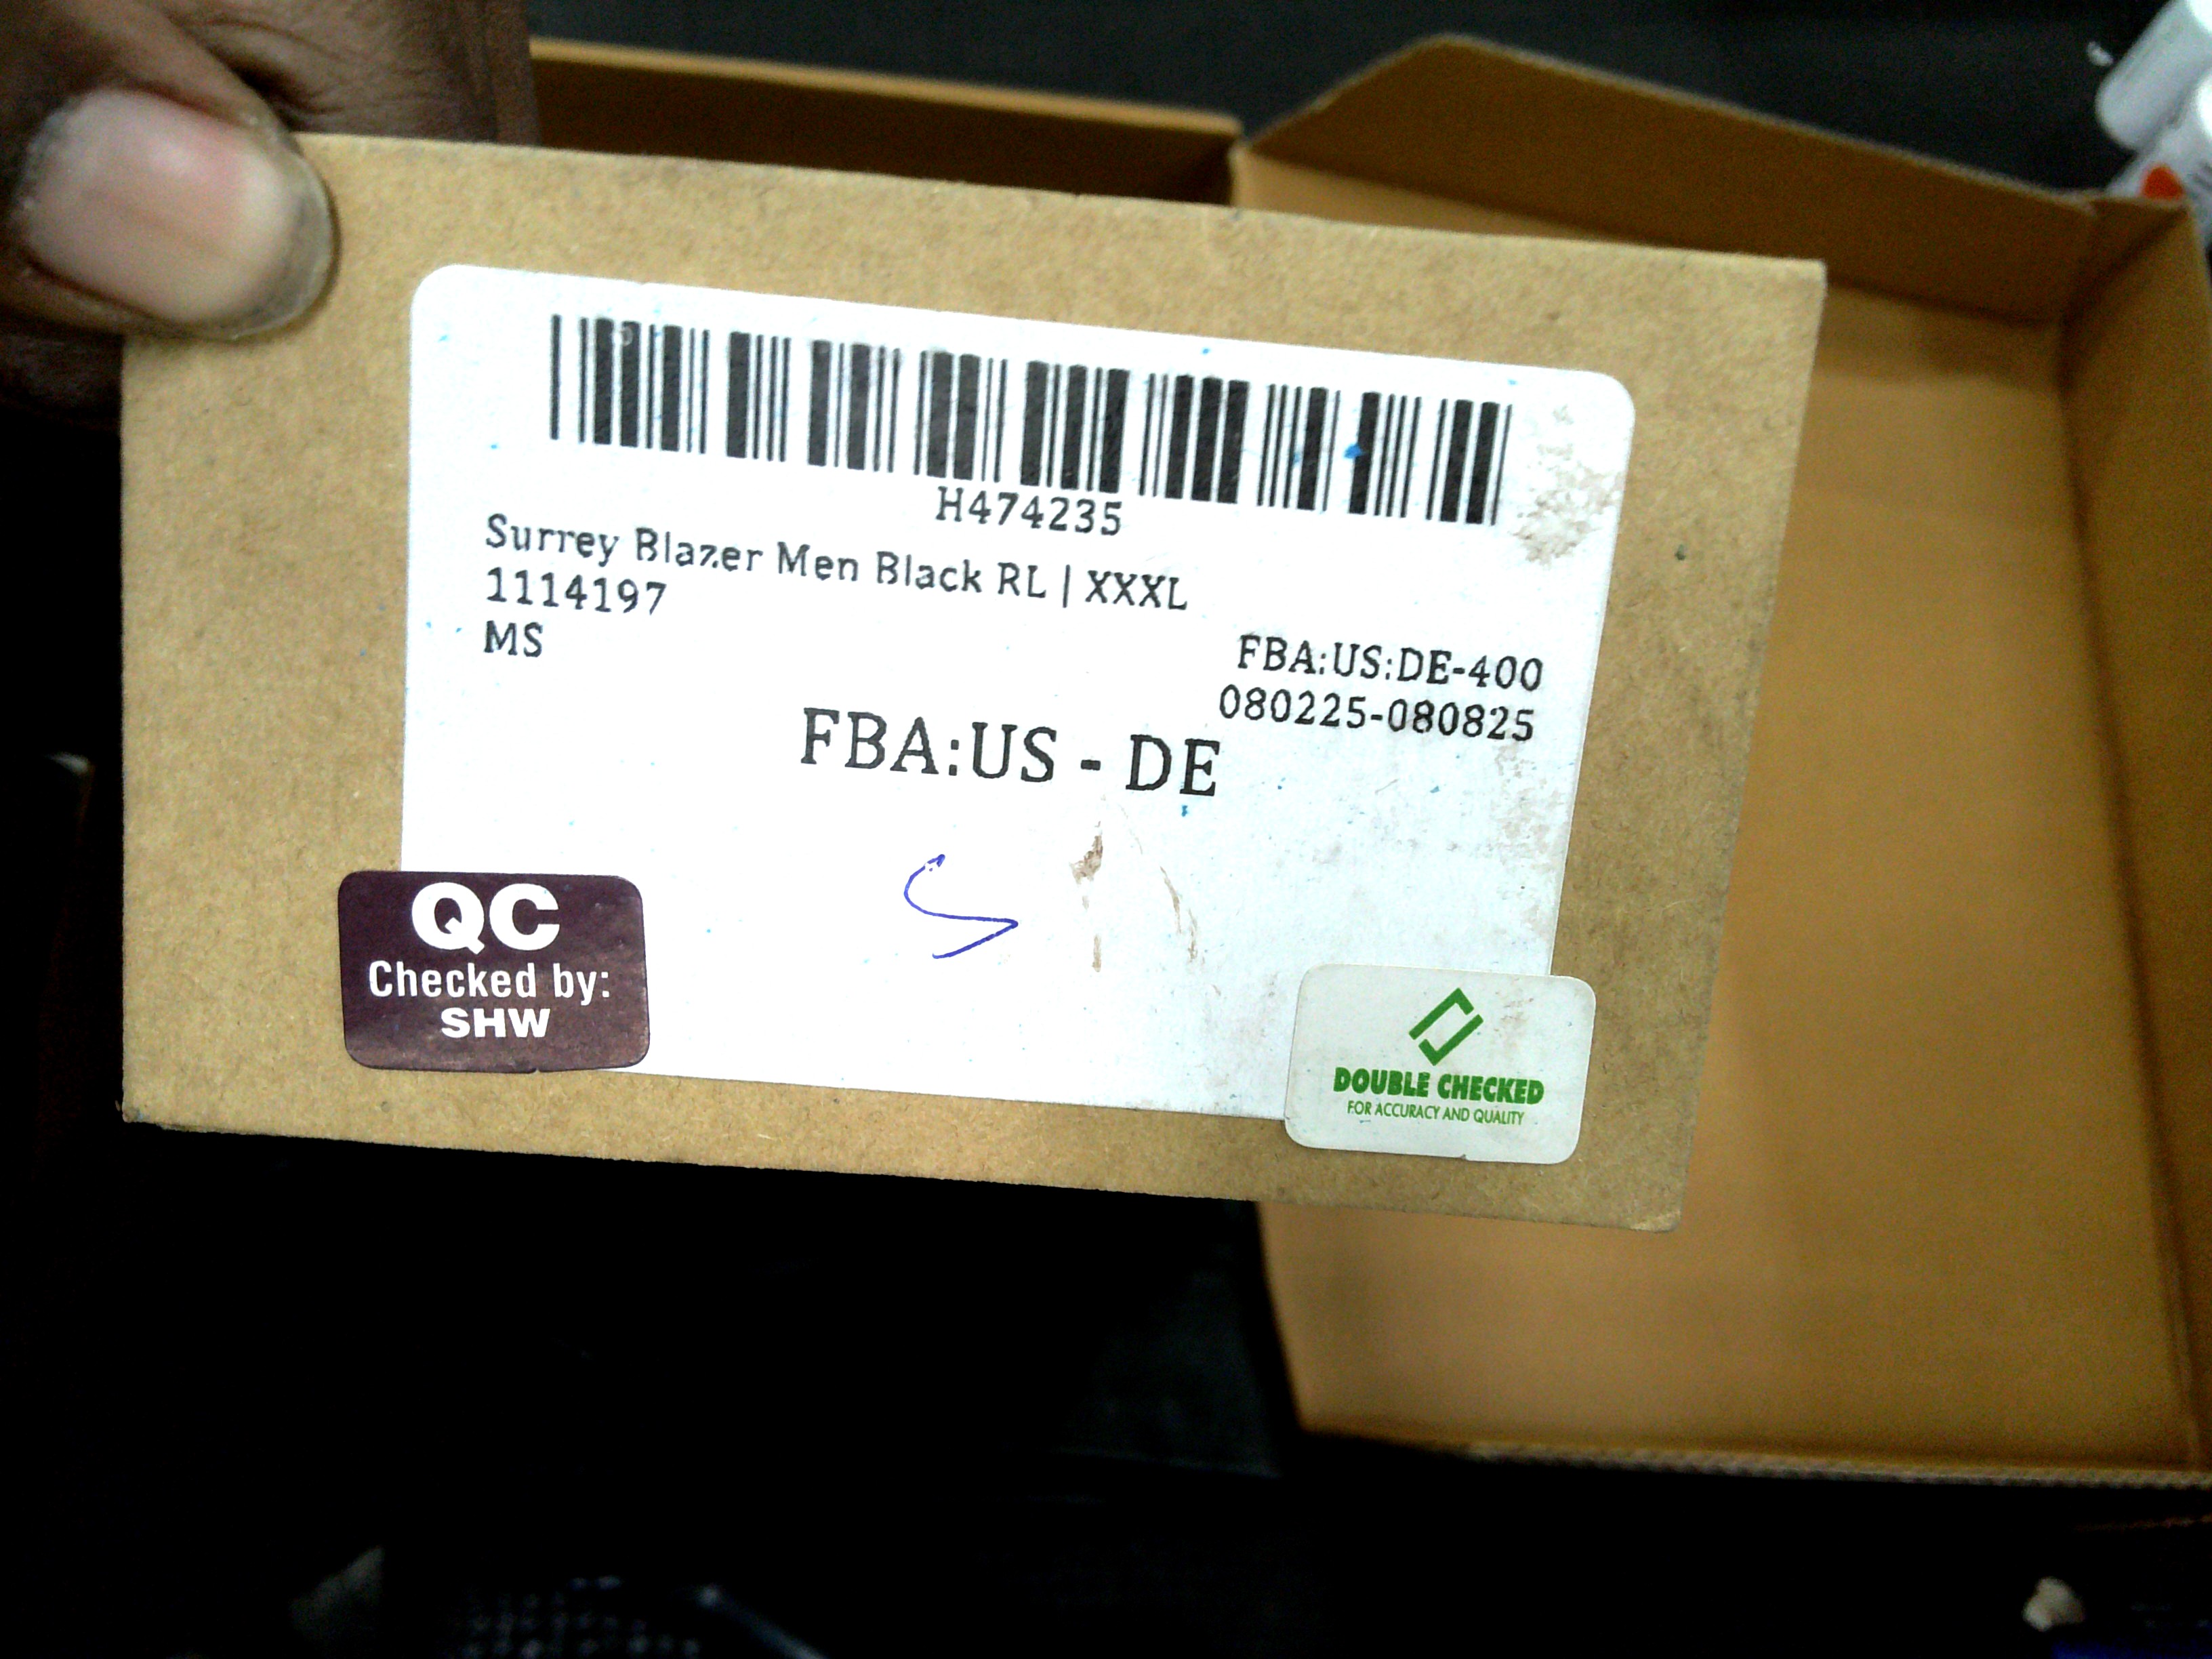 H474235
Surrey Blazer Men Black RL | XXXL
1114197
MS
FBA:US:DE-400
080225-080825
FBA:US - DE
QC
Checked by:
SHW
DOUBLE CHECKED
FOR ACCURACY AND QUALITY